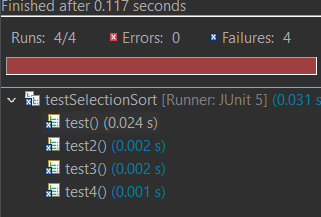 Finished after 0.117 seconds
Runs: 4/4 Errors: 0 Failures: 4
testSelectionSort [Runner: JUnit 5] (0.031 s
test() (0.024 s)
test2() (0.002 s)
test3() (0.002 s)
test4() (0.001 s)